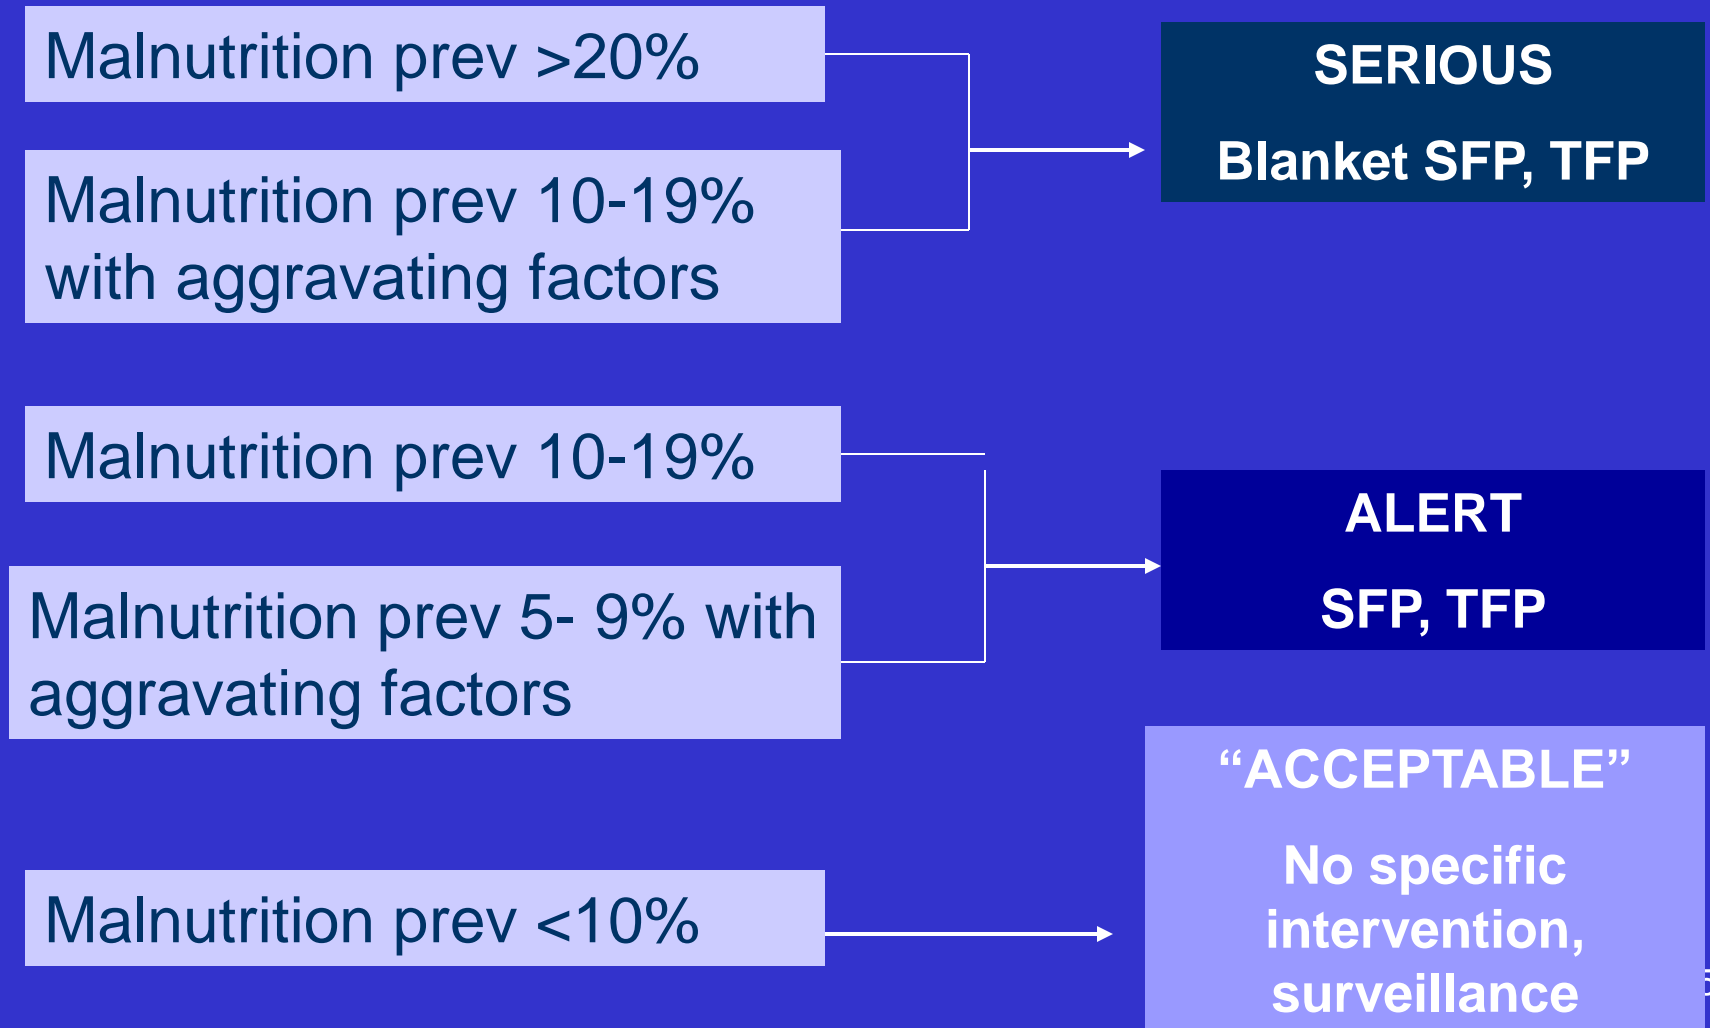 Malnutrition prev >20%
SERIOUS
Blanket SFP, TFP
Malnutrition prev 10-19%
with aggravating factors
Malnutrition prev 10-19%
ALERT
SFP, TFP
Malnutrition prev 5- 9% with
aggravating factors
“ACCEPTABLE”
No specific
intervention,
surveillance
Malnutrition prev <10%